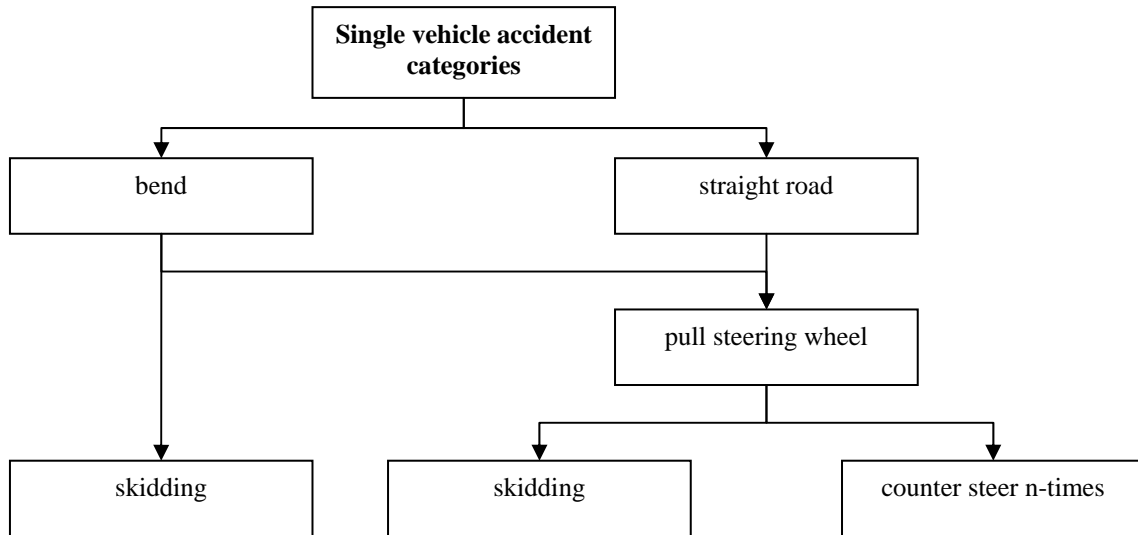 Single vehicle accident
categories
bend
straight road
pull steering wheel
skidding
skidding
counter steer n-times